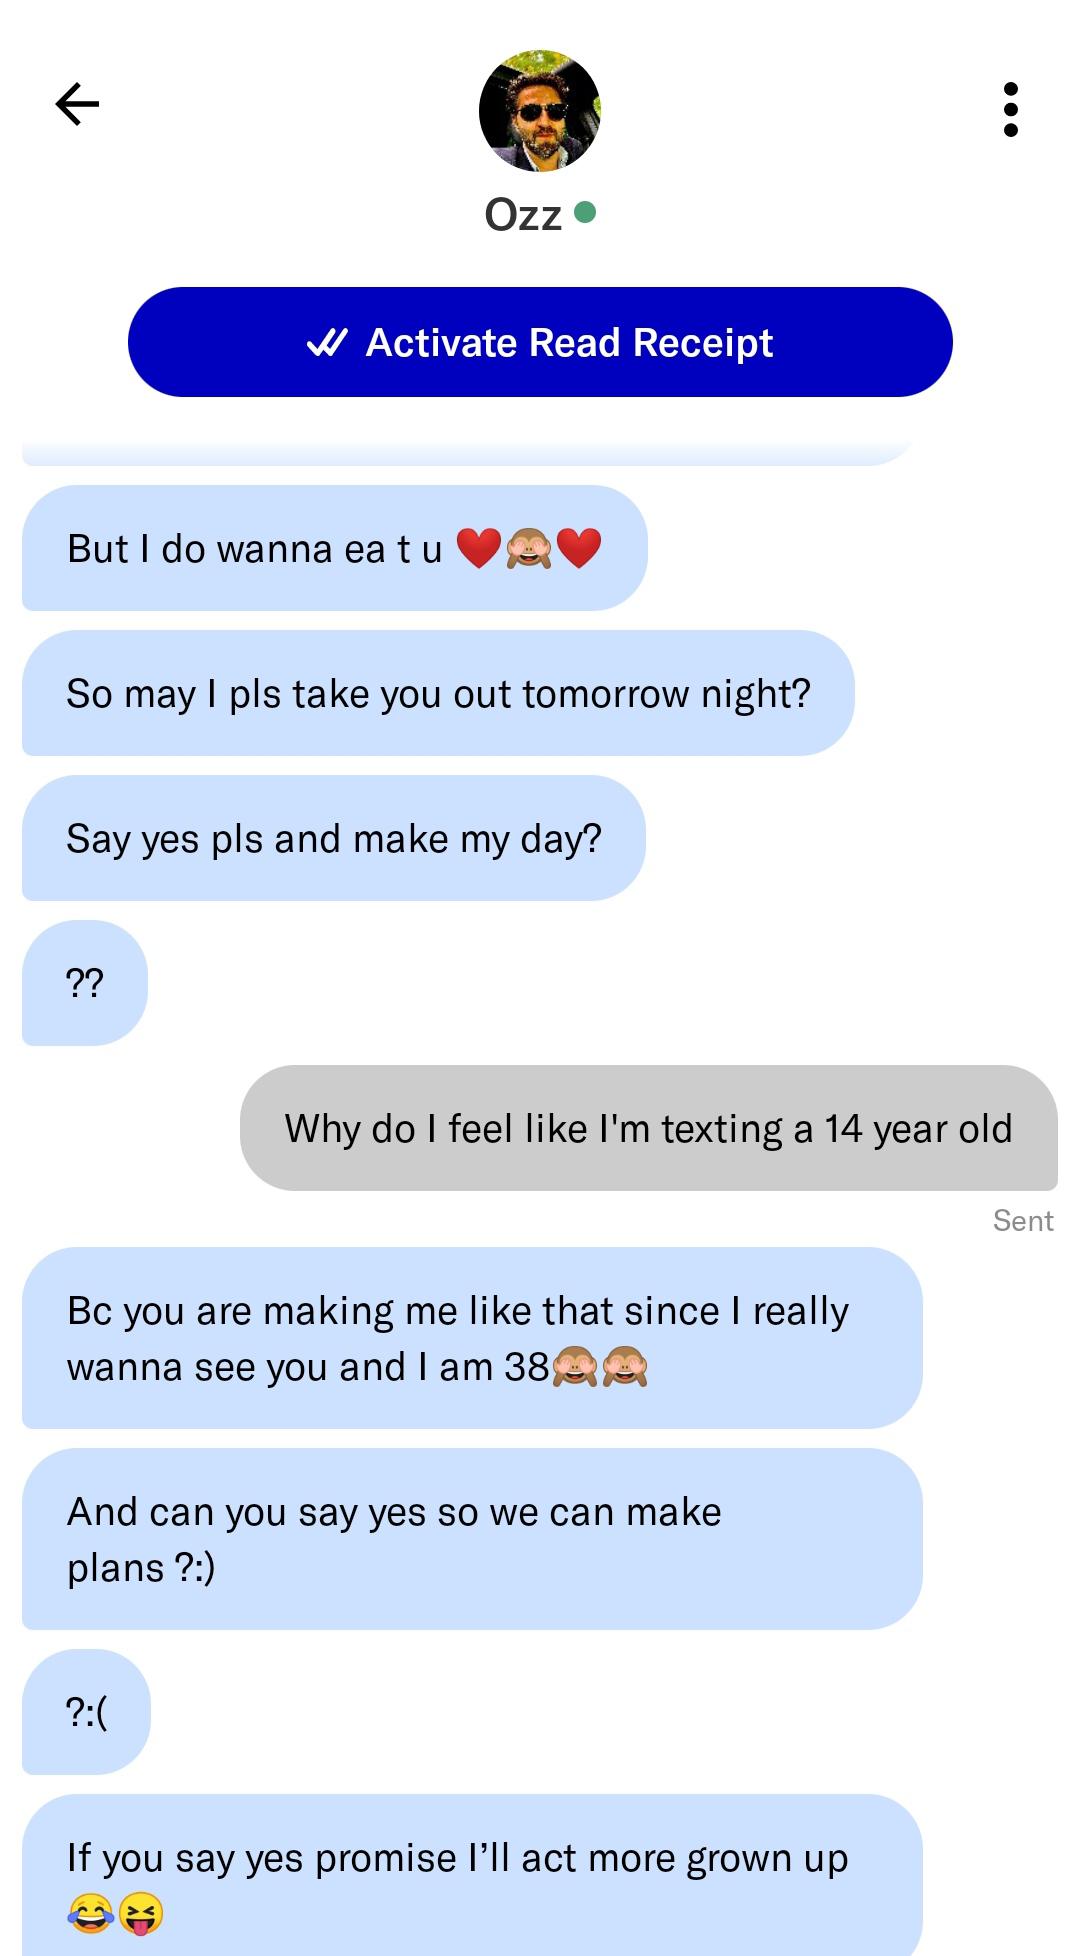 Ozz
Activate Read Receipt
But I do wanna ea t u ❤️🙈❤️
So may I pls take you out tomorrow night?
Say yes pls and make my day?
??
Why do I feel like I'm texting a 14 year old
Sent
Bc you are making me like that since I really
wanna see you and I am 38🙈🙈
And can you say yes so we can make
plans ?:)
?:(
If you say yes promise I’ll act more grown up
😂😝